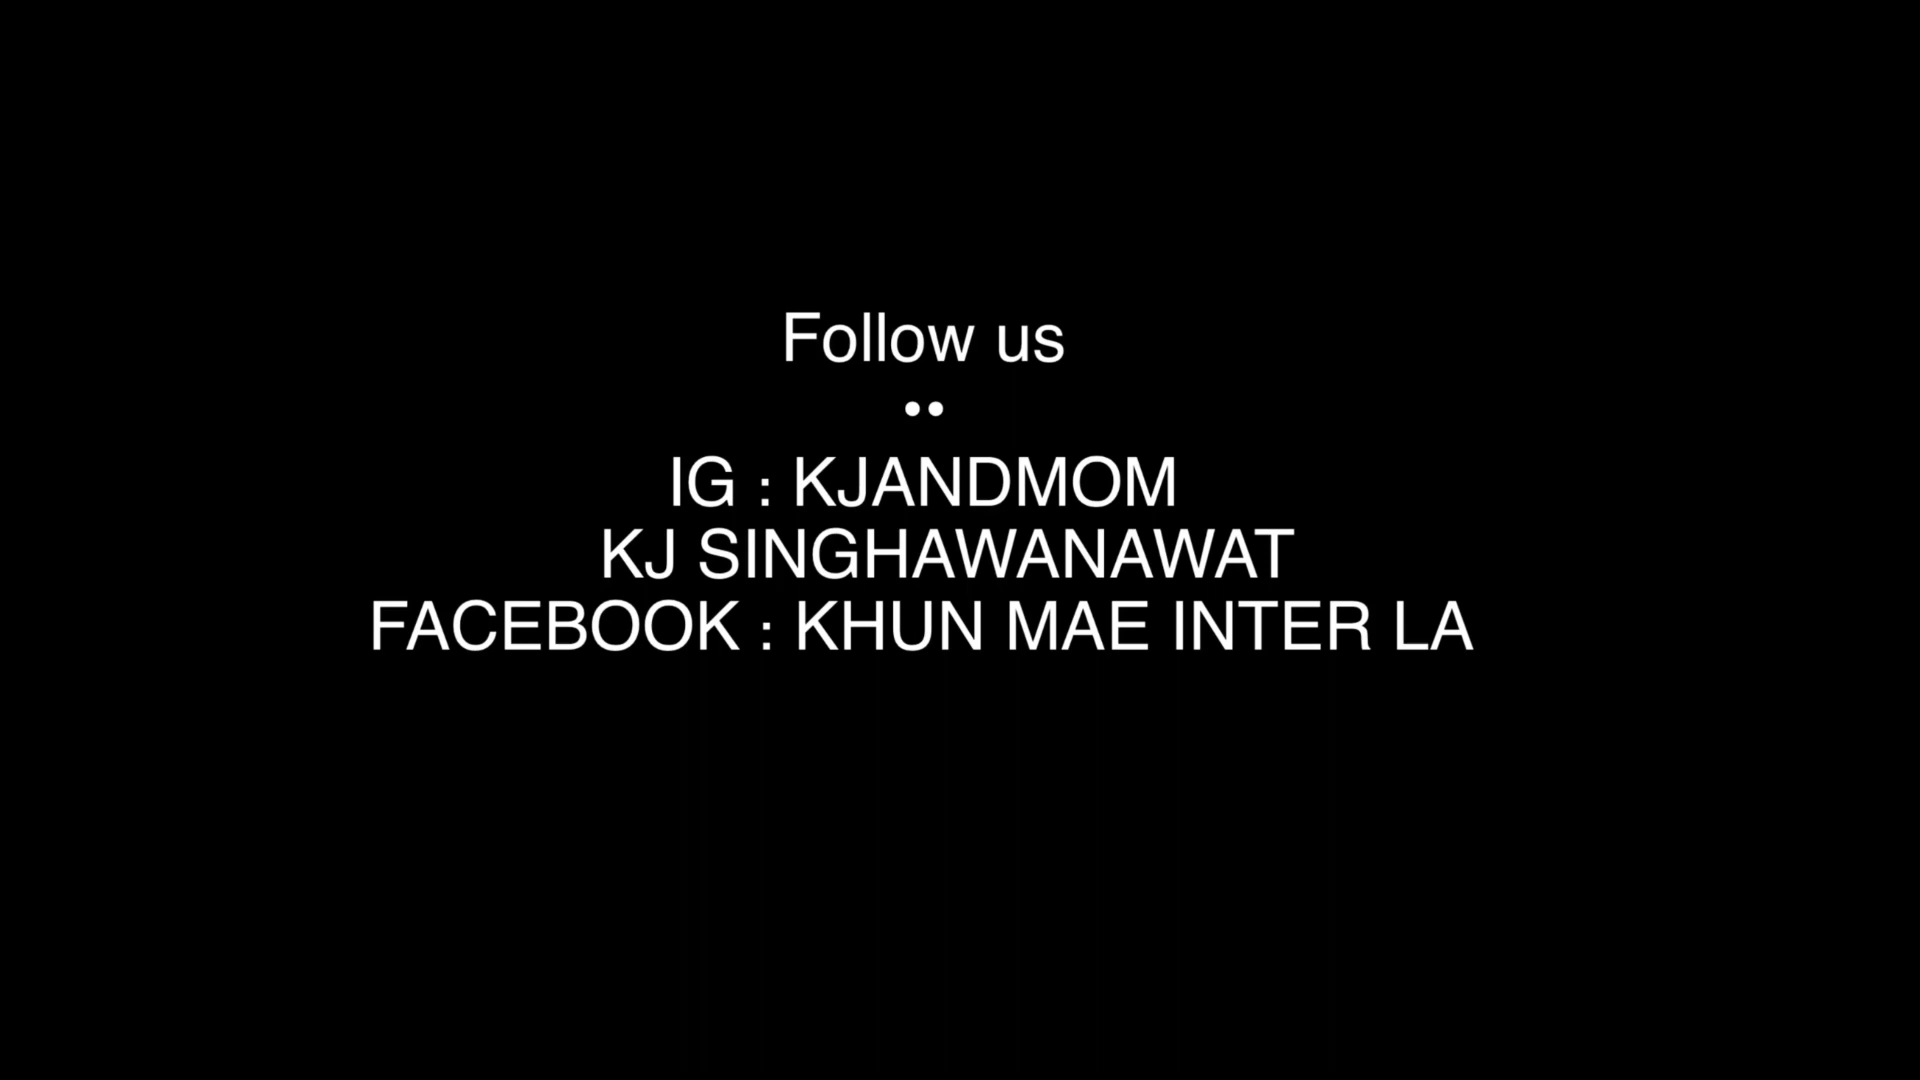 Follow us
••
IG : KJANDMOM
KJ SINGHAWANAWAT
FACEBOOK : KHUN MAE INTER LA